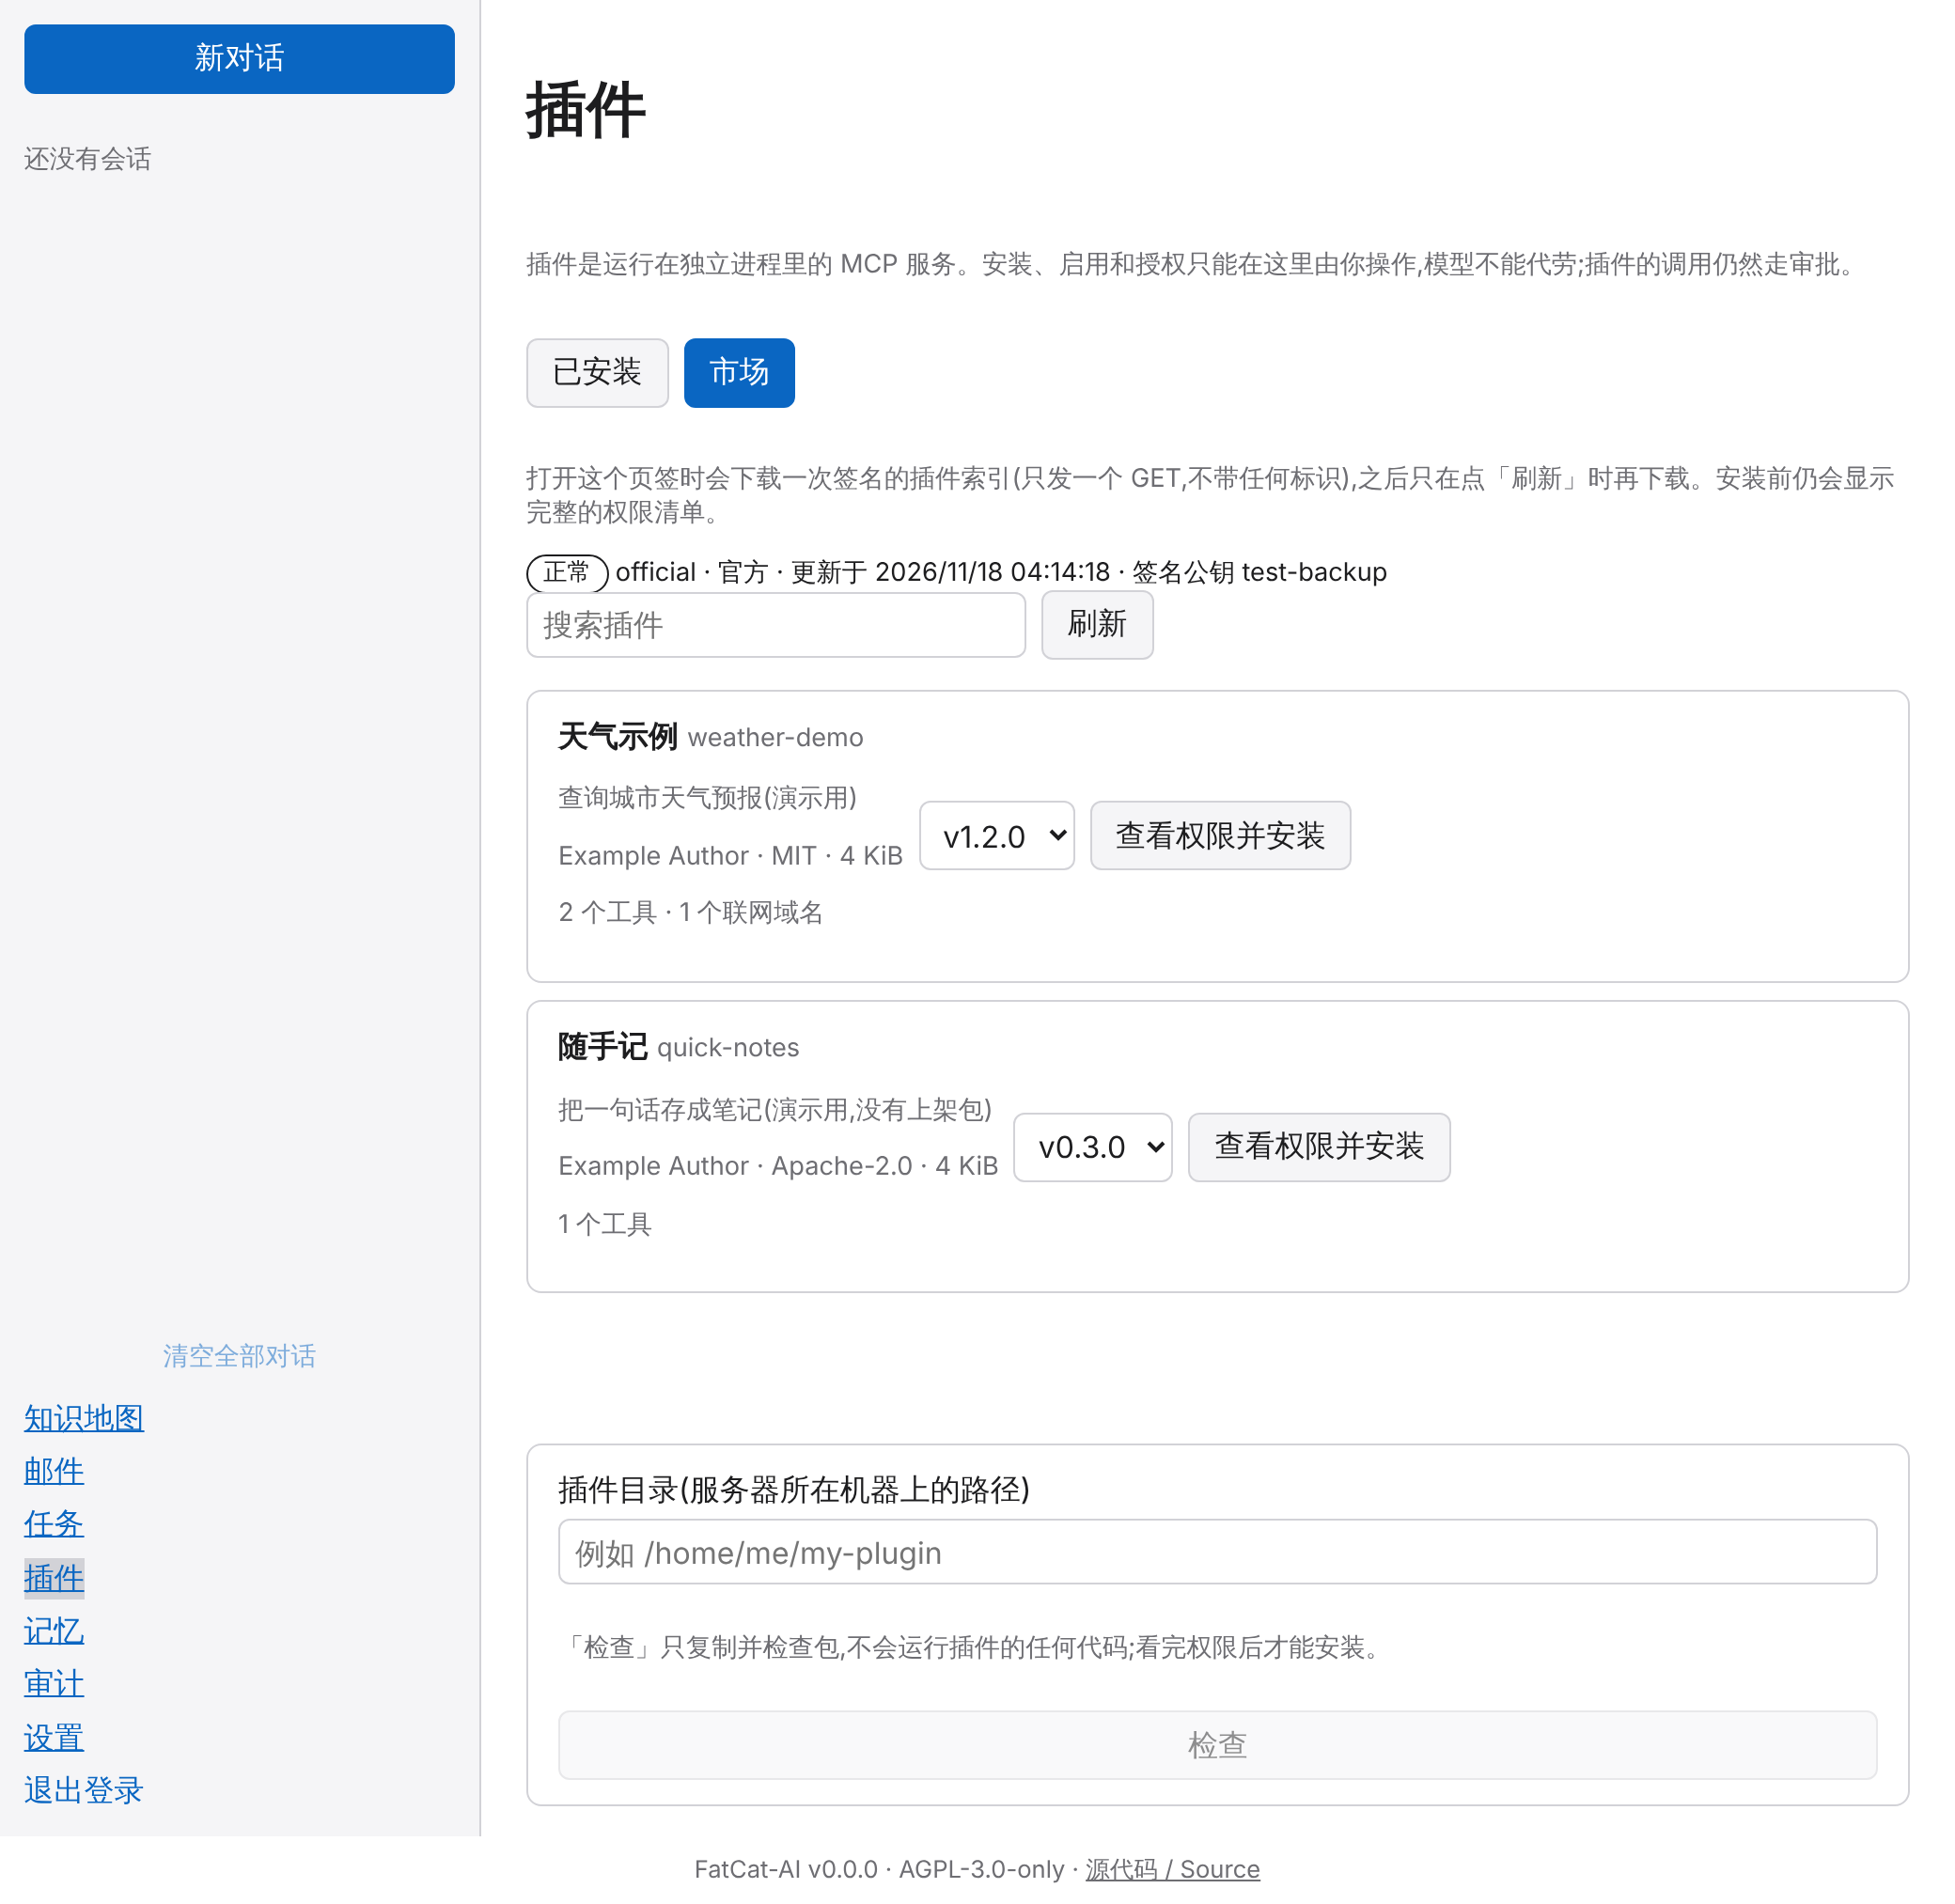 新对话
还没有会话
清空全部对话
知识地图
邮件
任务
插件
记忆
审计
设置
退出登录
插件
插件是运行在独立进程里的 MCP 服务。安装、启用和授权只能在这里由你操作,模型不能代劳;插件的调用仍然走审批。
已安装
市场
打开这个页签时会下载一次签名的插件索引(只发一个 GET,不带任何标识),之后只在点「刷新」时再下载。安装前仍会显示
完整的权限清单。
正常 official · 官方 · 更新于 2026/11/18 04:14:18 · 签名公钥 test-backup
搜索插件
刷新
天气示例 weather-demo
查询城市天气预报(演示用)
Example Author · MIT · 4 KiB
2 个工具 · 1 个联网域名
v1.2.0
查看权限并安装
随手记 quick-notes
把一句话存成笔记(演示用,没有上架包)
Example Author · Apache-2.0 · 4 KiB
1 个工具
v0.3.0
查看权限并安装
插件目录(服务器所在机器上的路径)
例如 /home/me/my-plugin
「检查」只复制并检查包,不会运行插件的任何代码;看完权限后才能安装。
检查
FatCat-AI v0.0.0 · AGPL-3.0-only · 源代码 / Source